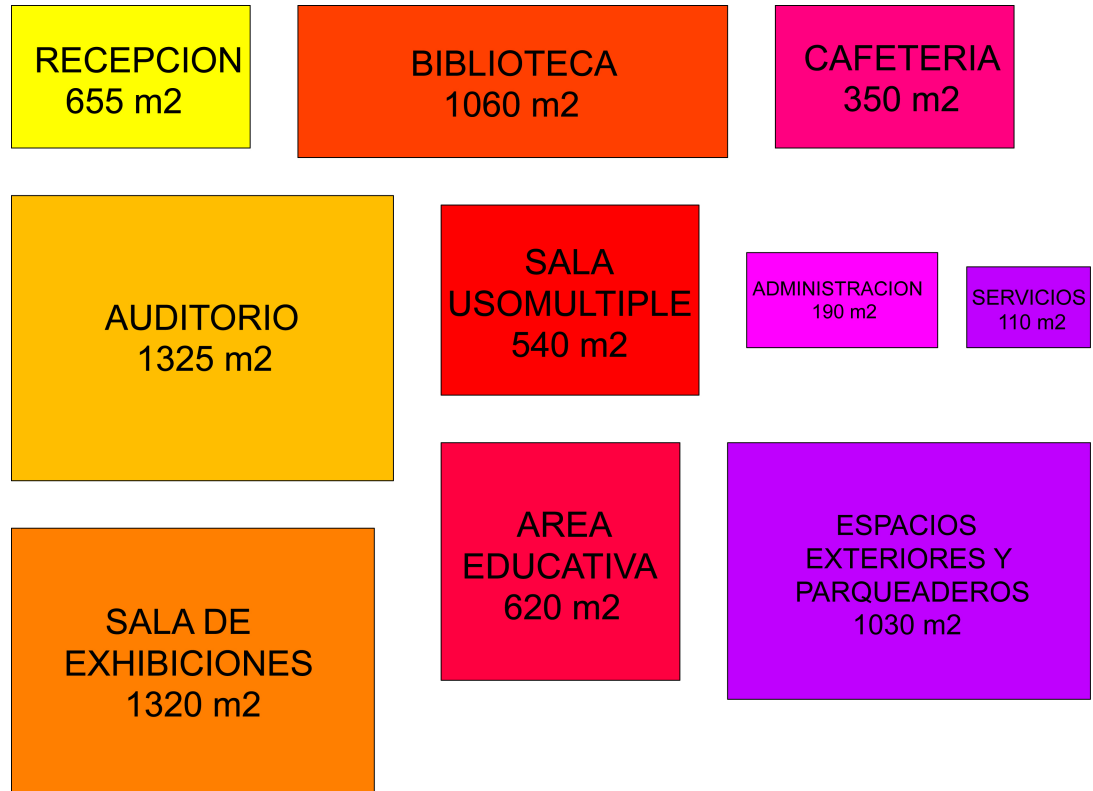 RECEPCION
655 m2
BIBLIOTECA
1060 m2
CAFETERIA
350 m2
AUDITORIO
1325 m2
SALA
USOMULTIPLE
540 m2
ADMINISTRACION
190 m2
SERVICIOS
110 m2
SALA DE
EXHIBICIONES
1320 m2
AREA
EDUCATIVA
620 m2
ESPACIOS
EXTERIORES Y
PARQUEADEROS
1030 m2